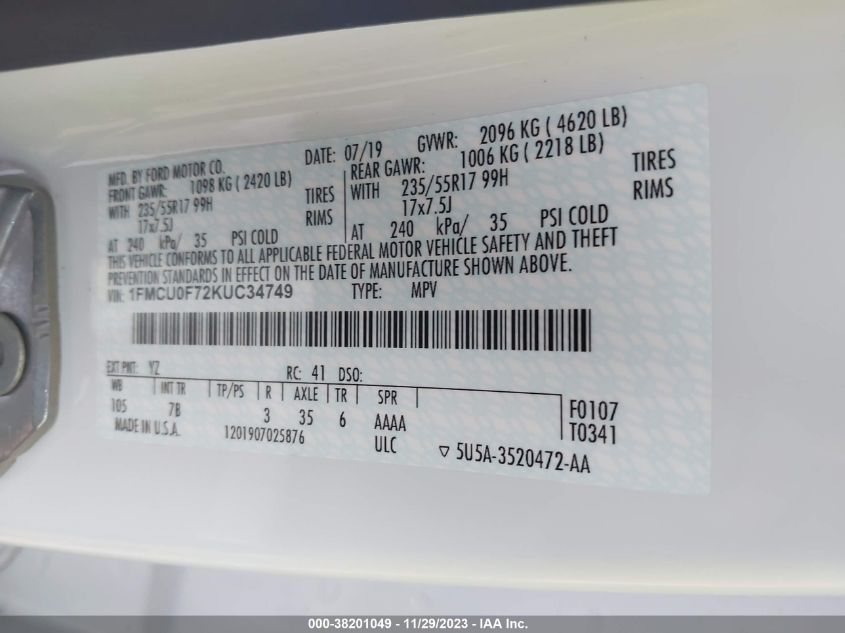 MFD. BY FORD MOTOR CO. DATE: 07/19 GVWR: 2096 KG ( 4620 LB)
FRONT GAWR: 1098 KG ( 2420 LB) REAR GAWR: 1006 KG ( 2218 LB)
WITH 235/55R17 99H TIRES WITH 235/55R17 99H TIRES
17x7.5J RIMS 17x7.5J RIMS
AT 240 kPa/ 35 PSI COLD AT 240 kPa/ 35 PSI COLD
THIS VEHICLE CONFORMS TO ALL APPLICABLE FEDERAL MOTOR VEHICLE SAFETY AND THEFT
PREVENTION STANDARDS IN EFFECT ON THE DATE OF MANUFACTURE SHOWN ABOVE.
VIN: 1FMCU0F72KUC34749 TYPE: MPV
EXT PNT: YZ RC: 41 DSO:
WB INT TR TP/PS R AXLE TR SPR
105 7B 3 35 6 AAAA F0107
MADE IN U.S.A. 1201907025876 ULC T0341
▽ 5U5A-3520472-AA
000-38201049 - 11/29/2023 - IAA Inc.